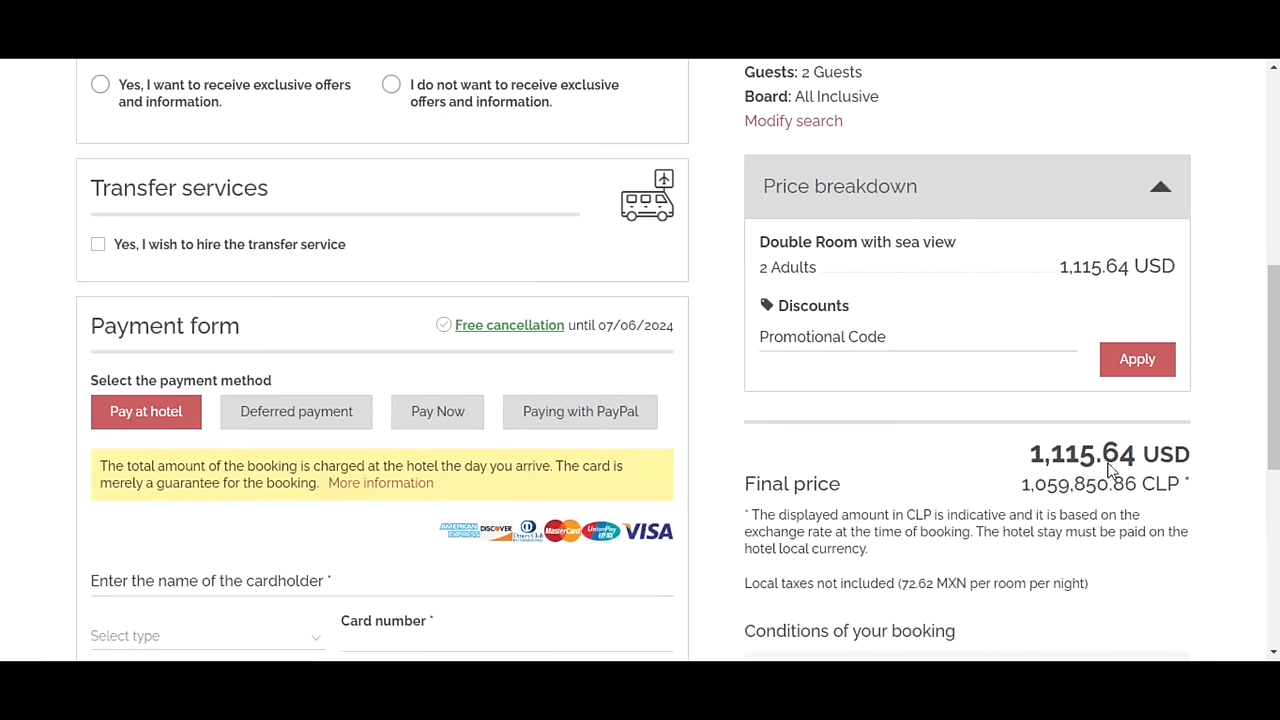 Yes, I want to receive exclusive offers
and information.
I do not want to receive exclusive
offers and information.
Transfer services
Yes, I wish to hire the transfer service
Payment form
Free cancellation until 07/06/2024
Select the payment method
Pay at hotel
Deferred payment
Pay Now
Paying with PayPal
The total amount of the booking is charged at the hotel the day you arrive. The card is
merely a guarantee for the booking. More information
AMERICAN EXPRESS
DISCOVER
Diners Club
MasterCard
UnionPay
VISA
Enter the name of the cardholder *
Select type
Card number *
Guests: 2 Guests
Board: All Inclusive
Modify search
Price breakdown
Double Room with sea view
2 Adults 1,115.64 USD
Discounts
Promotional Code
Apply
1,115.64 USD
Final price 1,059,850.86 CLP *
* The displayed amount in CLP is indicative and it is based on the
exchange rate at the time of booking. The hotel stay must be paid on the
hotel local currency.
Local taxes not included (72.62 MXN per room per night)
Conditions of your booking